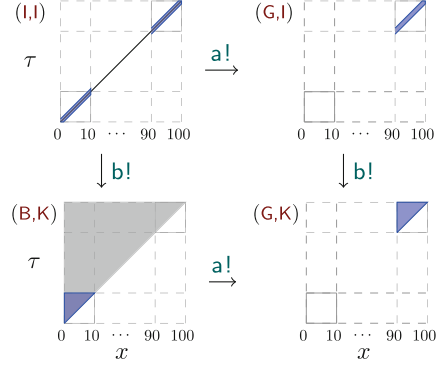 (I,I) (G,I)
τ a!
0 10 ··· 90 100 0 10 ··· 90 100
b! b!
(B,K) (G,K)
τ a!
0 10 ··· 90 100 0 10 ··· 90 100
x x